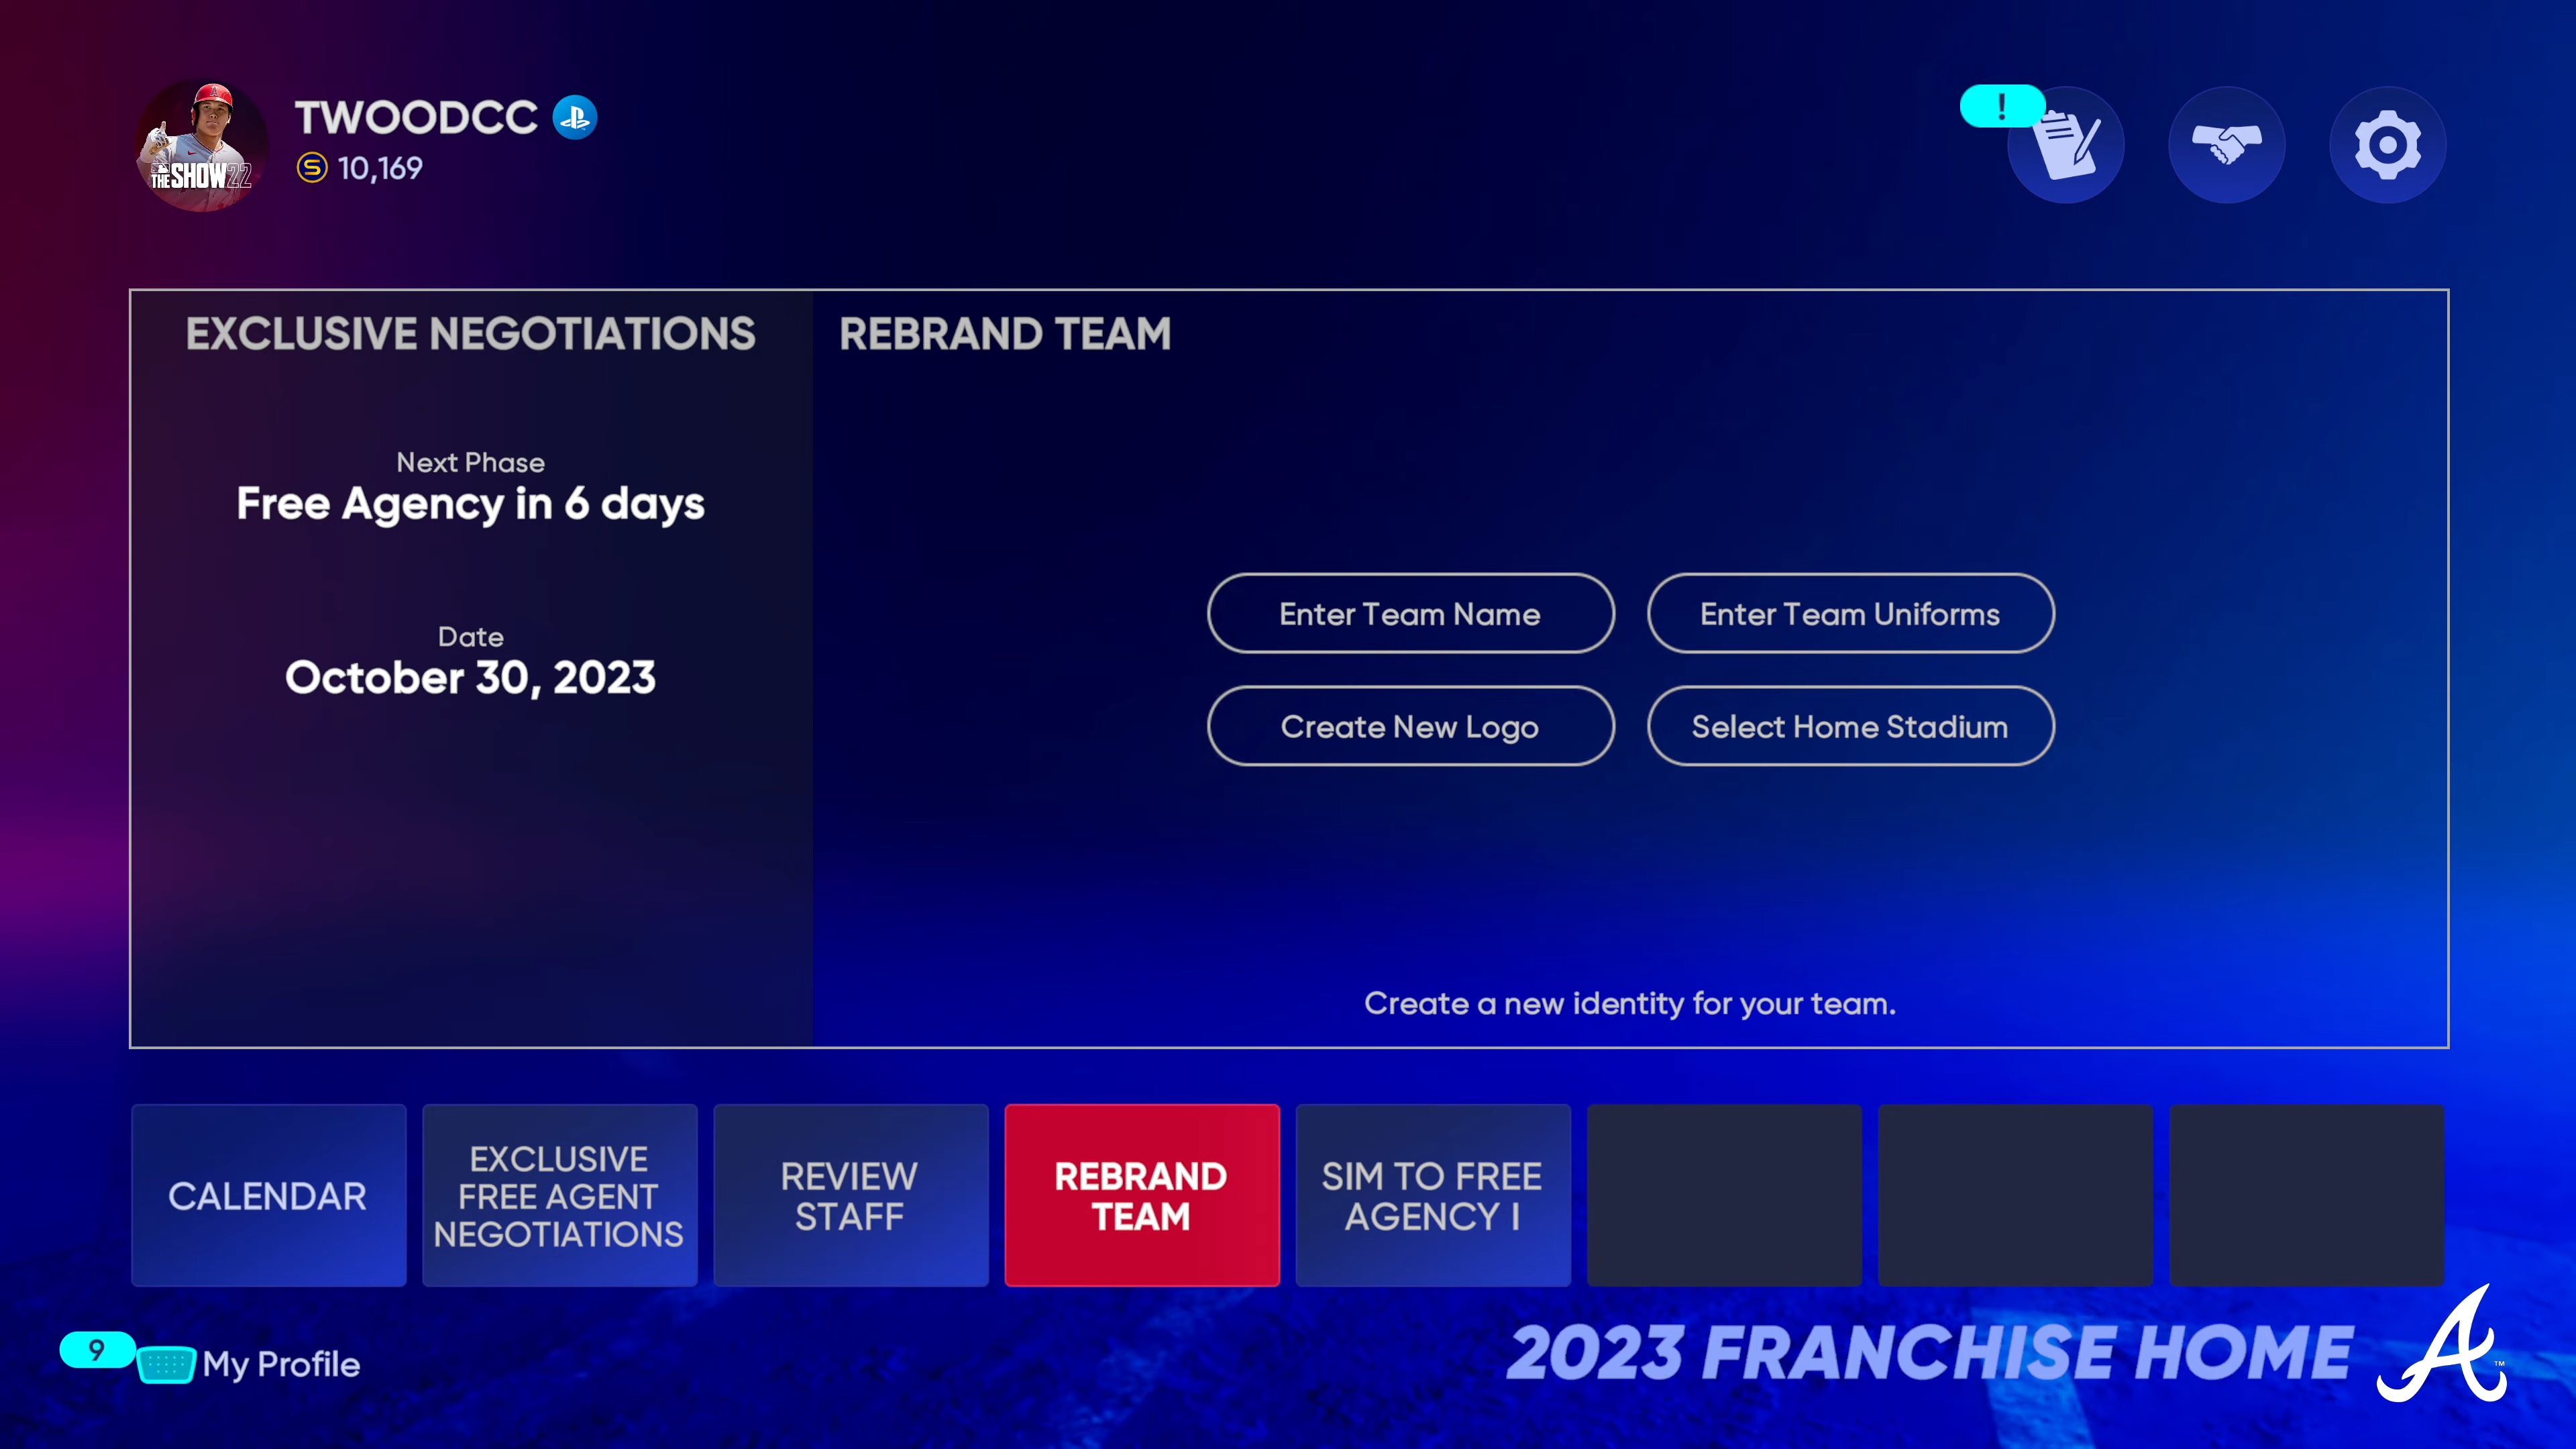 TWOODCC
10,169
THE SHOW 22
!
EXCLUSIVE NEGOTIATIONS
Next Phase
Free Agency in 6 days
Date
October 30, 2023
REBRAND TEAM
Enter Team Name
Enter Team Uniforms
Create New Logo
Select Home Stadium
Create a new identity for your team.
CALENDAR
EXCLUSIVE
FREE AGENT
NEGOTIATIONS
REVIEW
STAFF
REBRAND
TEAM
SIM TO FREE
AGENCY I
9
My Profile
2023 FRANCHISE HOME
A™